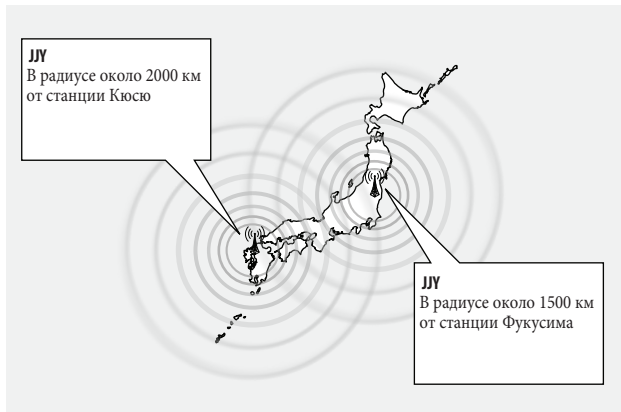 JJY
В радиусе около 2000 км
от станции Кюсю
JJY
В радиусе около 1500 км
от станции Фукусима